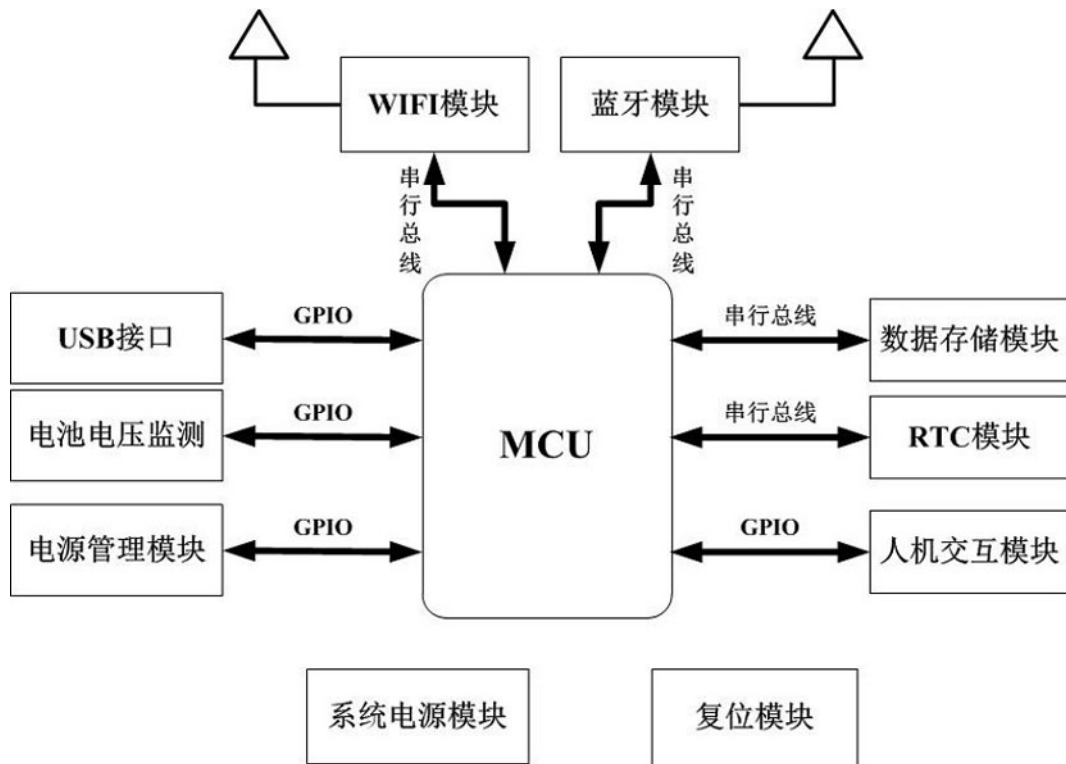 WIFI模块
蓝牙模块
串行总线
串行总线
USB接口
GPIO
串行总线
数据存储模块
电池电压监测
GPIO
MCU
串行总线
RTC模块
电源管理模块
GPIO
GPIO
人机交互模块
系统电源模块
复位模块